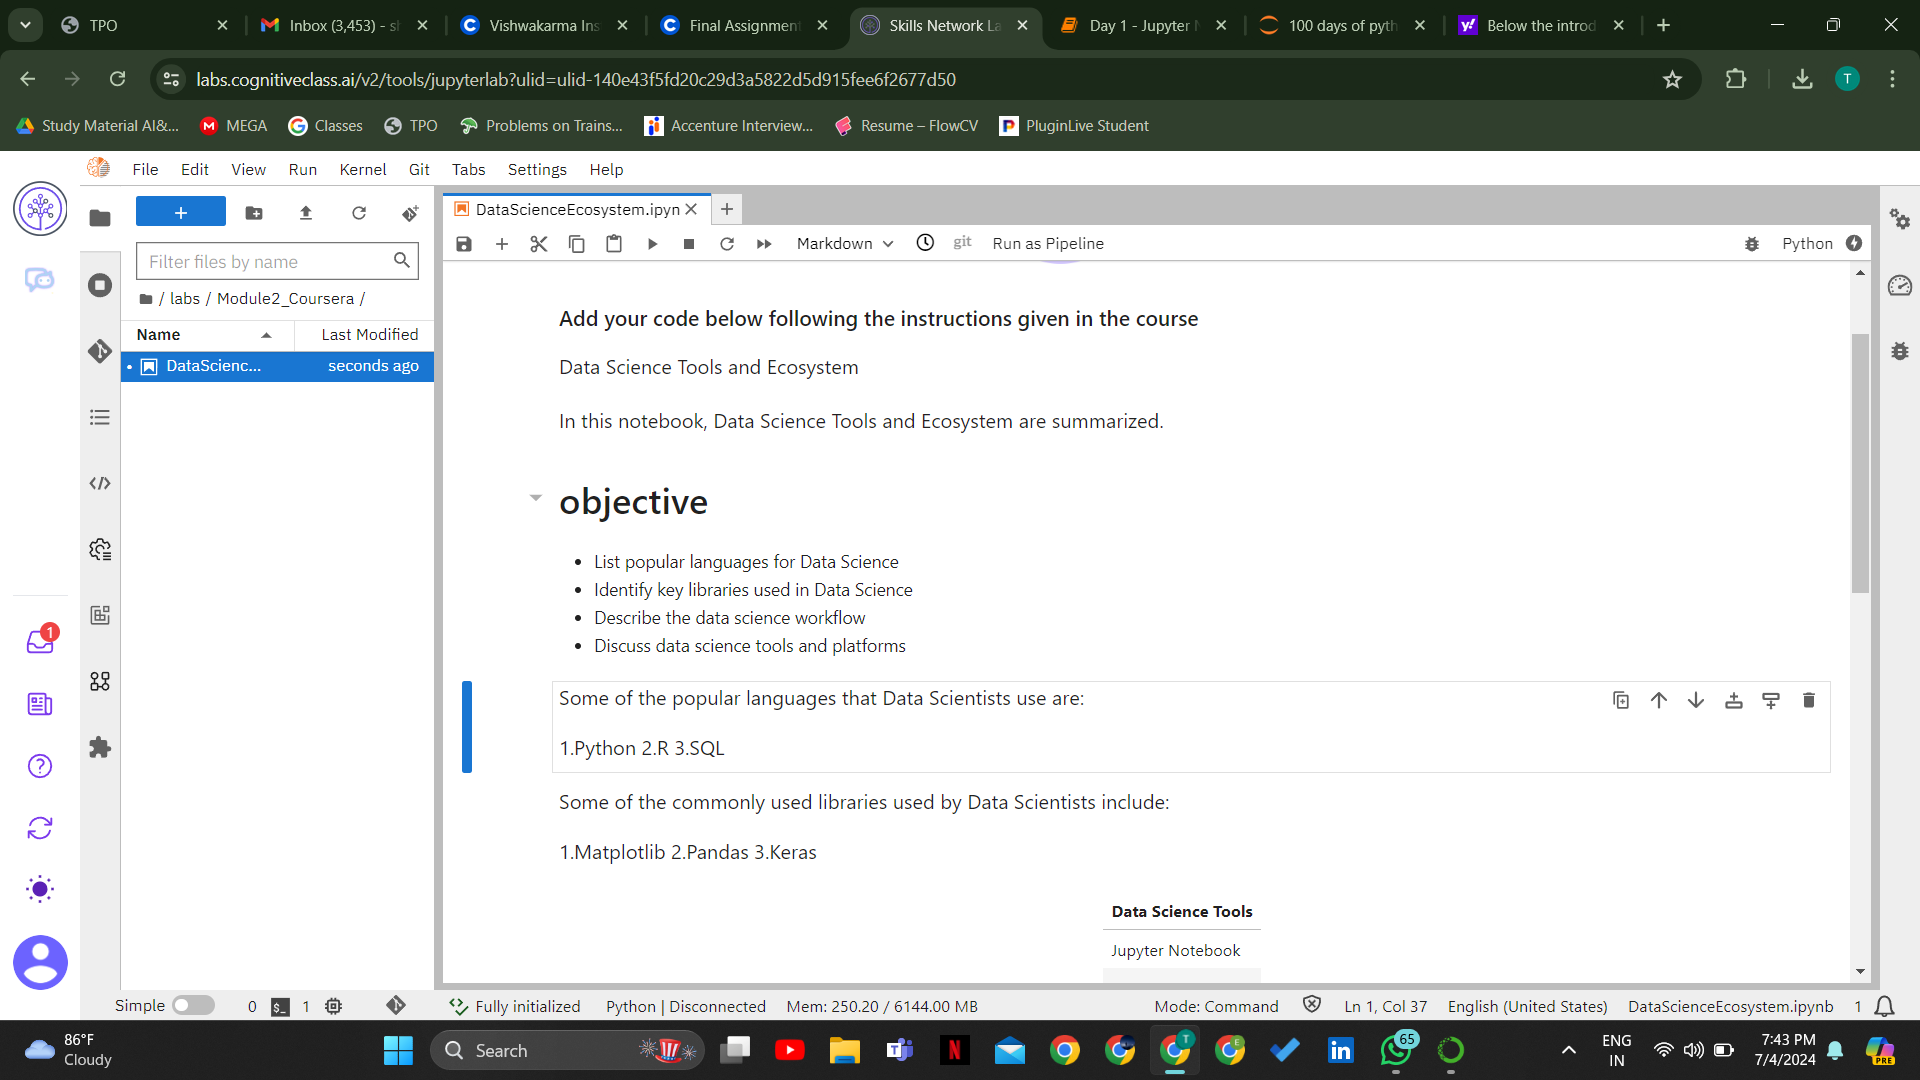 TPO
Inbox (3,453) - sh
Vishwakarma Ins
Final Assignment
Skills Network La
Day 1 - Jupyter N
100 days of pyth
Below the introd
labs.cognitiveclass.ai/v2/tools/jupyterlab?ulid=ulid-140e43f5fd20c29d3a5822d5d915fee6f2677d50
T
Study Material AI&...
MEGA
Classes
TPO
Problems on Trains...
Accenture Interview...
Resume – FlowCV
PluginLive Student
File Edit View Run Kernel Git Tabs Settings Help
DataScienceEcosystem.ipyn
Markdown
git
Run as Pipeline
Python
Filter files by name
/ labs / Module2_Coursera /
Name
Last Modified
DataScienc...
seconds ago
Add your code below following the instructions given in the course
Data Science Tools and Ecosystem
In this notebook, Data Science Tools and Ecosystem are summarized.
objective
• List popular languages for Data Science
• Identify key libraries used in Data Science
• Describe the data science workflow
• Discuss data science tools and platforms
Some of the popular languages that Data Scientists use are:
1.Python 2.R 3.SQL
Some of the commonly used libraries used by Data Scientists include:
1.Matplotlib 2.Pandas 3.Keras
Data Science Tools
Jupyter Notebook
1
Simple
0
1
Fully initialized
Python | Disconnected
Mem: 250.20 / 6144.00 MB
Mode: Command
Ln 1, Col 37
English (United States)
DataScienceEcosystem.ipynb
1
86°F
Cloudy
Search
T
E
65
ENG
IN
7:43 PM
7/4/2024
PRE